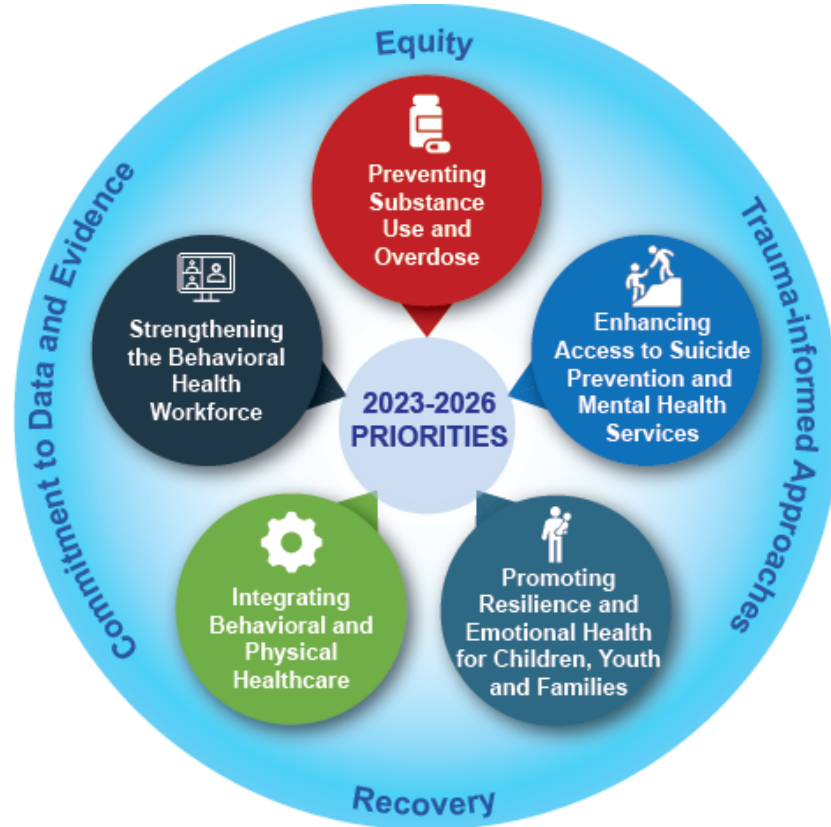 Equity
Preventing
Substance
Use and
Overdose
Trauma-informed Approaches
Enhancing
Access to Suicide
Prevention and
Mental Health
Services
Promoting
Resilience and
Emotional Health
for Children, Youth
and Families
Recovery
Integrating
Behavioral and
Physical
Healthcare
Commitment to Data and Evidence
Strengthening
the Behavioral
Health
Workforce
2023-2026
PRIORITIES